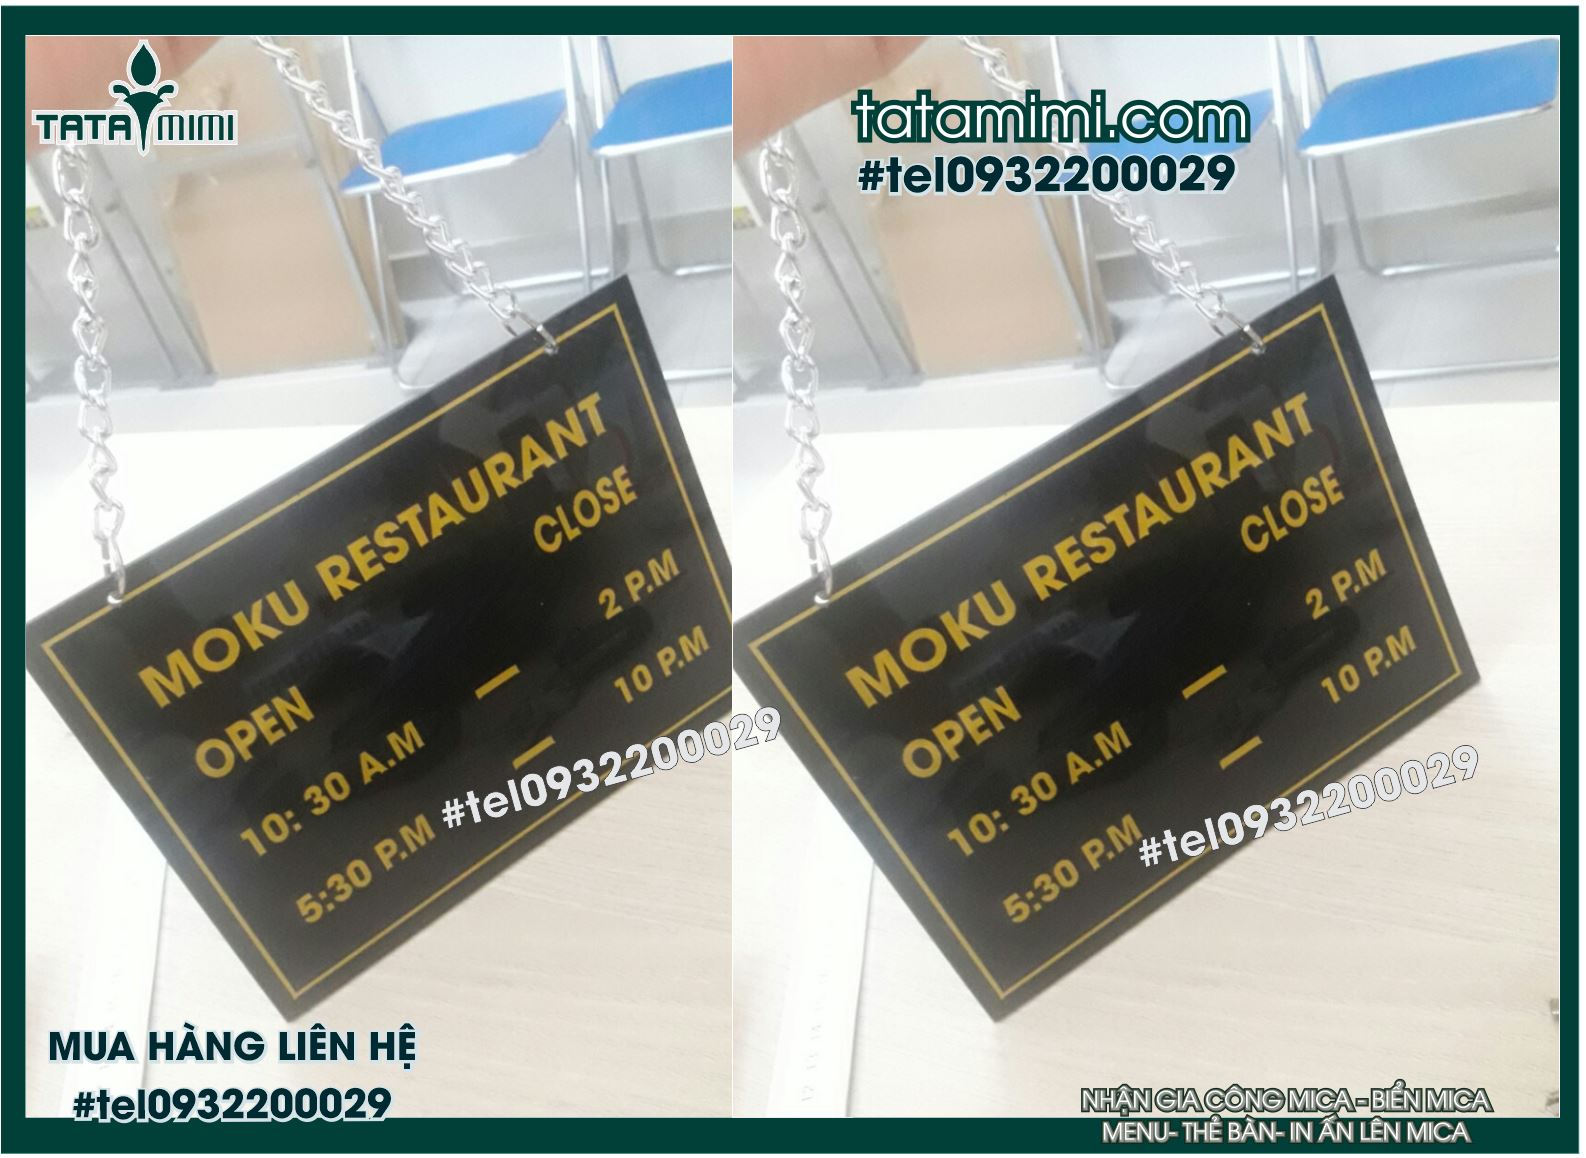 TATA MIMI
tatamimi.com
#tel0932200029
MOKU RESTAURANT
OPEN CLOSE
10: 30 A.M — 2 P.M
5:30 P.M — 10 P.M
#tel0932200029
MOKU RESTAURANT
OPEN CLOSE
10: 30 A.M — 2 P.M
5:30 P.M — 10 P.M
#tel0932200029
MUA HÀNG LIÊN HỆ
#tel0932200029
NHẬN GIA CÔNG MICA - BIỂN MICA
MENU- THẺ BÀN- IN ẤN LÊN MICA